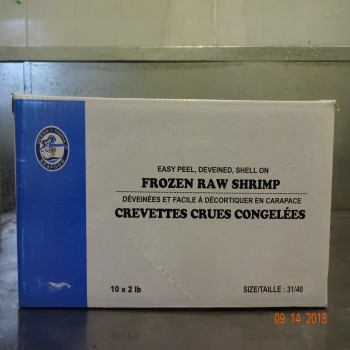 EASY PEEL, DEVEINED, SHELL ON
FROZEN RAW SHRIMP
DÉVEINÉES ET FACILE À DÉCORTIQUER EN CARAPACE
CREVETTES CRUES CONGELÉES
10 x 2 lb
SIZE/TAILLE : 31/40
09 14 2018